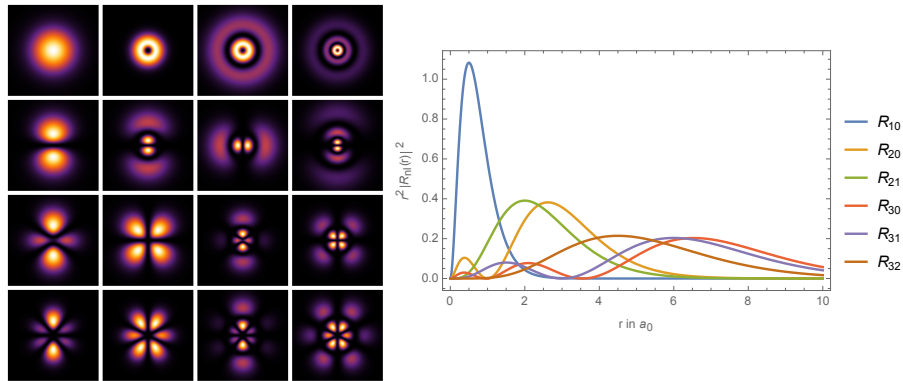 r² |Rnl(r)|²
1.0
0.8
0.6
0.4
0.2
0.0
0 2 4 6 8 10
r in a₀
R₁₀
R₂₀
R₂₁
R₃₀
R₃₁
R₃₂